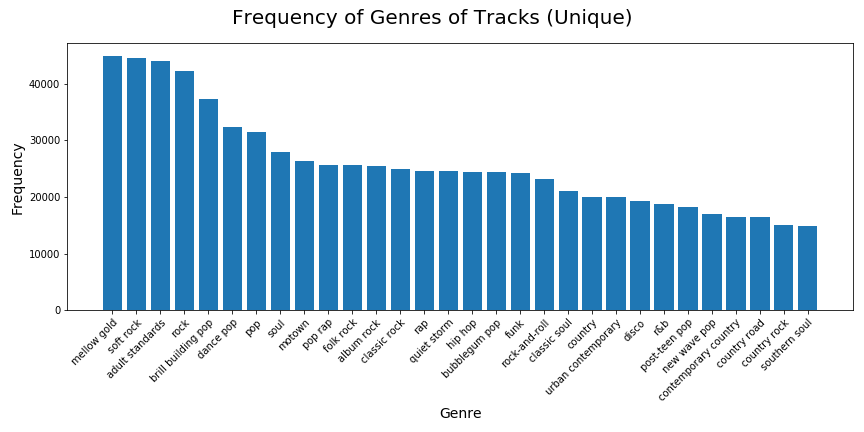 Frequency of Genres of Tracks (Unique)
Frequency
40000
30000
20000
10000
0
mellow gold
soft rock
adult standards
rock
brill building pop
dance pop
pop
soul
motown
pop rap
folk rock
album rock
classic rock
rap
quiet storm
hip hop
bubblegum pop
funk
rock-and-roll
classic soul
country
urban contemporary
disco
r&b
post-teen pop
new wave pop
contemporary country
country road
country rock
southern soul
Genre